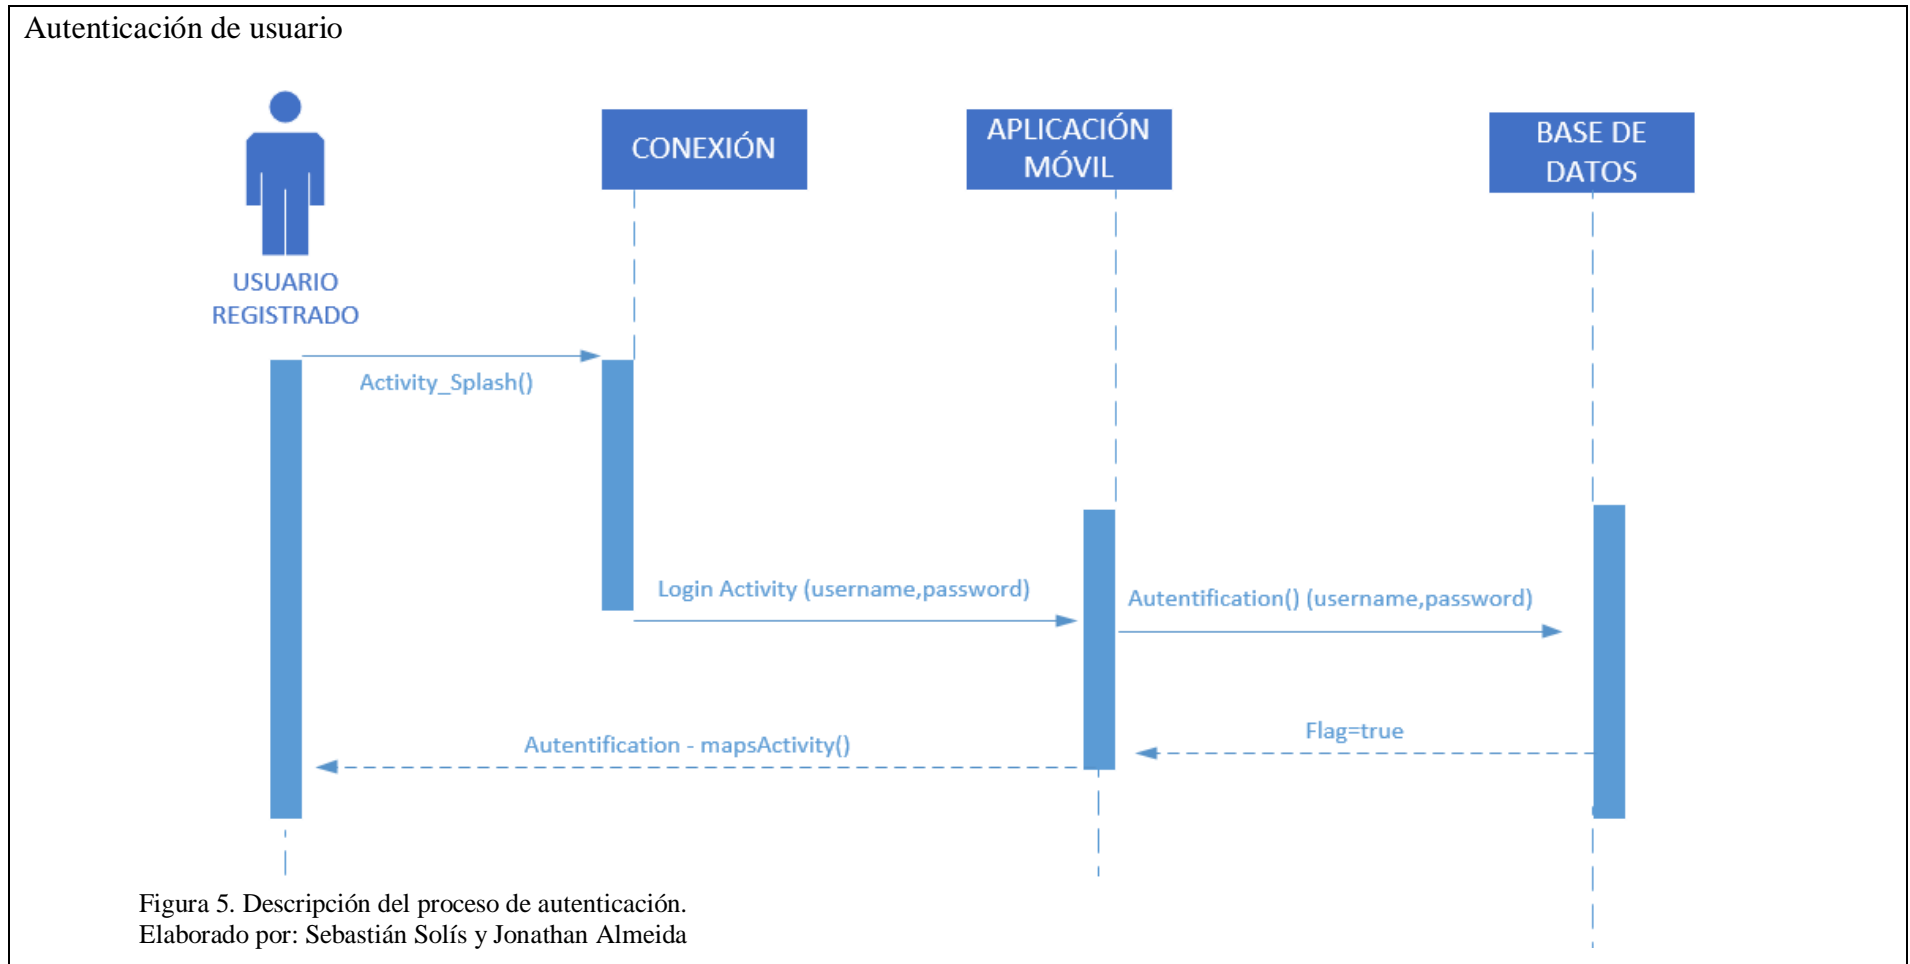 Autenticación de usuario
CONEXIÓN
APLICACIÓN
MÓVIL
BASE DE
DATOS
USUARIO
REGISTRADO
Activity_Splash()
Login Activity (username,password)
Autentification() (username,password)
Flag=true
Autentification - mapsActivity()
Figura 5. Descripción del proceso de autenticación.
Elaborado por: Sebastián Solís y Jonathan Almeida